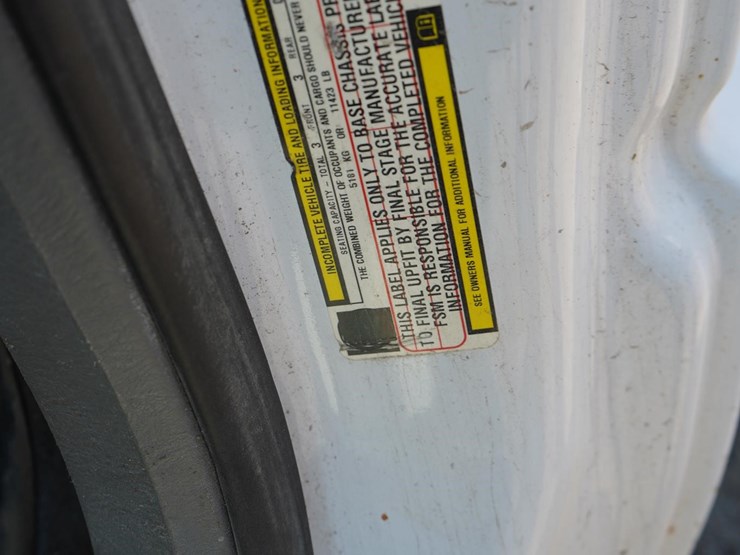 INCOMPLETE VEHICLE TIRE AND LOADING INFORMATION
SEATING CAPACITY - TOTAL 3 FRONT 3 REAR
THE COMBINED WEIGHT OF OCCUPANTS AND CARGO SHOULD NEVER
5181 KG OR 11423 LB
THIS LABEL APPLIES ONLY TO BASE CHASSIS
TO FINAL UPFIT BY FINAL STAGE MANUFACTURE
FSM IS RESPONSIBLE FOR THE ACCURATE
INFORMATION FOR THE COMPLETED
SEE OWNERS MANUAL FOR ADDITIONAL INFORMATION